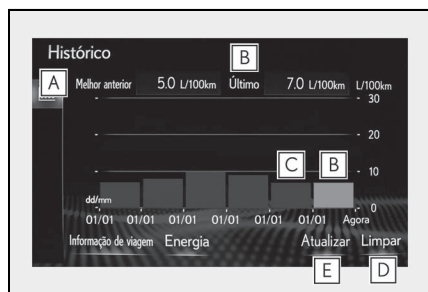 Histórico
B
A Melhor anterior 5.0 L/100km Último 7.0 L/100km L/100km
30
20
C B
10
dd/mm 0
01/01 01/01 01/01 01/01 01/01 01/01 Agora
Informação de viagem Energia Atualizar Limpar
E D